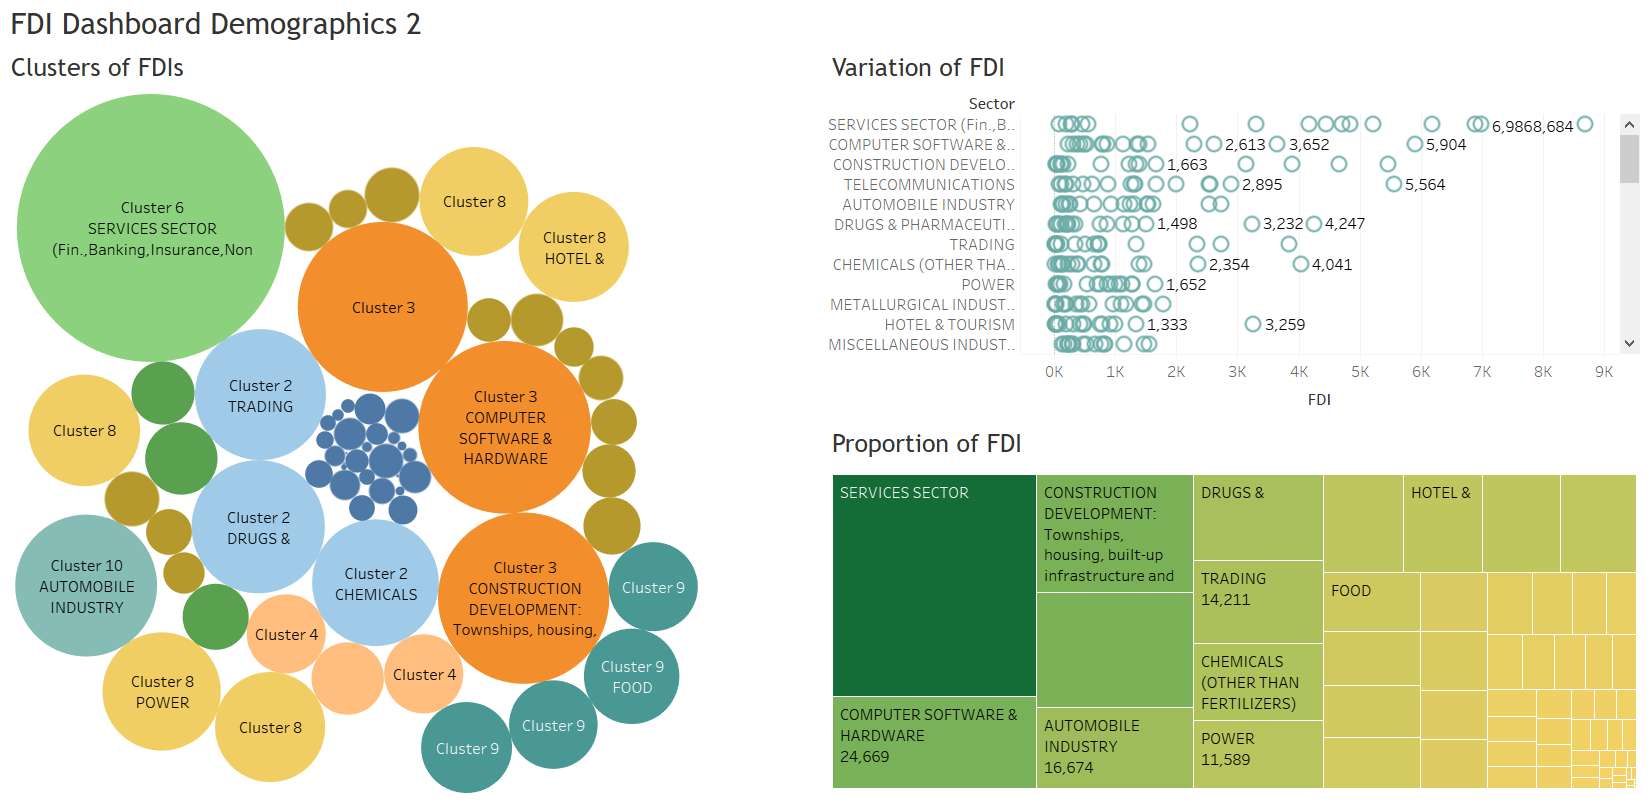 FDI Dashboard Demographics 2
Clusters of FDIs
Cluster 6
SERVICES SECTOR
(Fin.,Banking,Insurance,Non
Cluster 8
Cluster 8
HOTEL &
Cluster 3
Cluster 2
TRADING
Cluster 3
COMPUTER
SOFTWARE &
HARDWARE
Cluster 8
Cluster 2
DRUGS &
Cluster 10
AUTOMOBILE
INDUSTRY
Cluster 2
CHEMICALS
Cluster 3
CONSTRUCTION
DEVELOPMENT:
Townships, housing,
Cluster 9
Cluster 4
Cluster 4
Cluster 9
FOOD
Cluster 8
POWER
Cluster 8
Cluster 9
Cluster 9
Variation of FDI
Sector
SERVICES SECTOR (Fin.,B..
6,9868,684
COMPUTER SOFTWARE &..
2,613 3,652 5,904
CONSTRUCTION DEVELO..
1,663
TELECOMMUNICATIONS
2,895 5,564
AUTOMOBILE INDUSTRY
DRUGS & PHARMACEUTI..
1,498 3,232 4,247
TRADING
CHEMICALS (OTHER THA..
2,354 4,041
POWER
1,652
METALLURGICAL INDUST..
HOTEL & TOURISM
1,333 3,259
MISCELLANEOUS INDUST..
0K 1K 2K 3K 4K 5K 6K 7K 8K 9K
FDI
Proportion of FDI
SERVICES SECTOR
COMPUTER SOFTWARE &
HARDWARE
24,669
CONSTRUCTION
DEVELOPMENT:
Townships,
housing, built-up
infrastructure and
AUTOMOBILE
INDUSTRY
16,674
DRUGS &
TRADING
14,211
CHEMICALS
(OTHER THAN
FERTILIZERS)
POWER
11,589
HOTEL &
FOOD